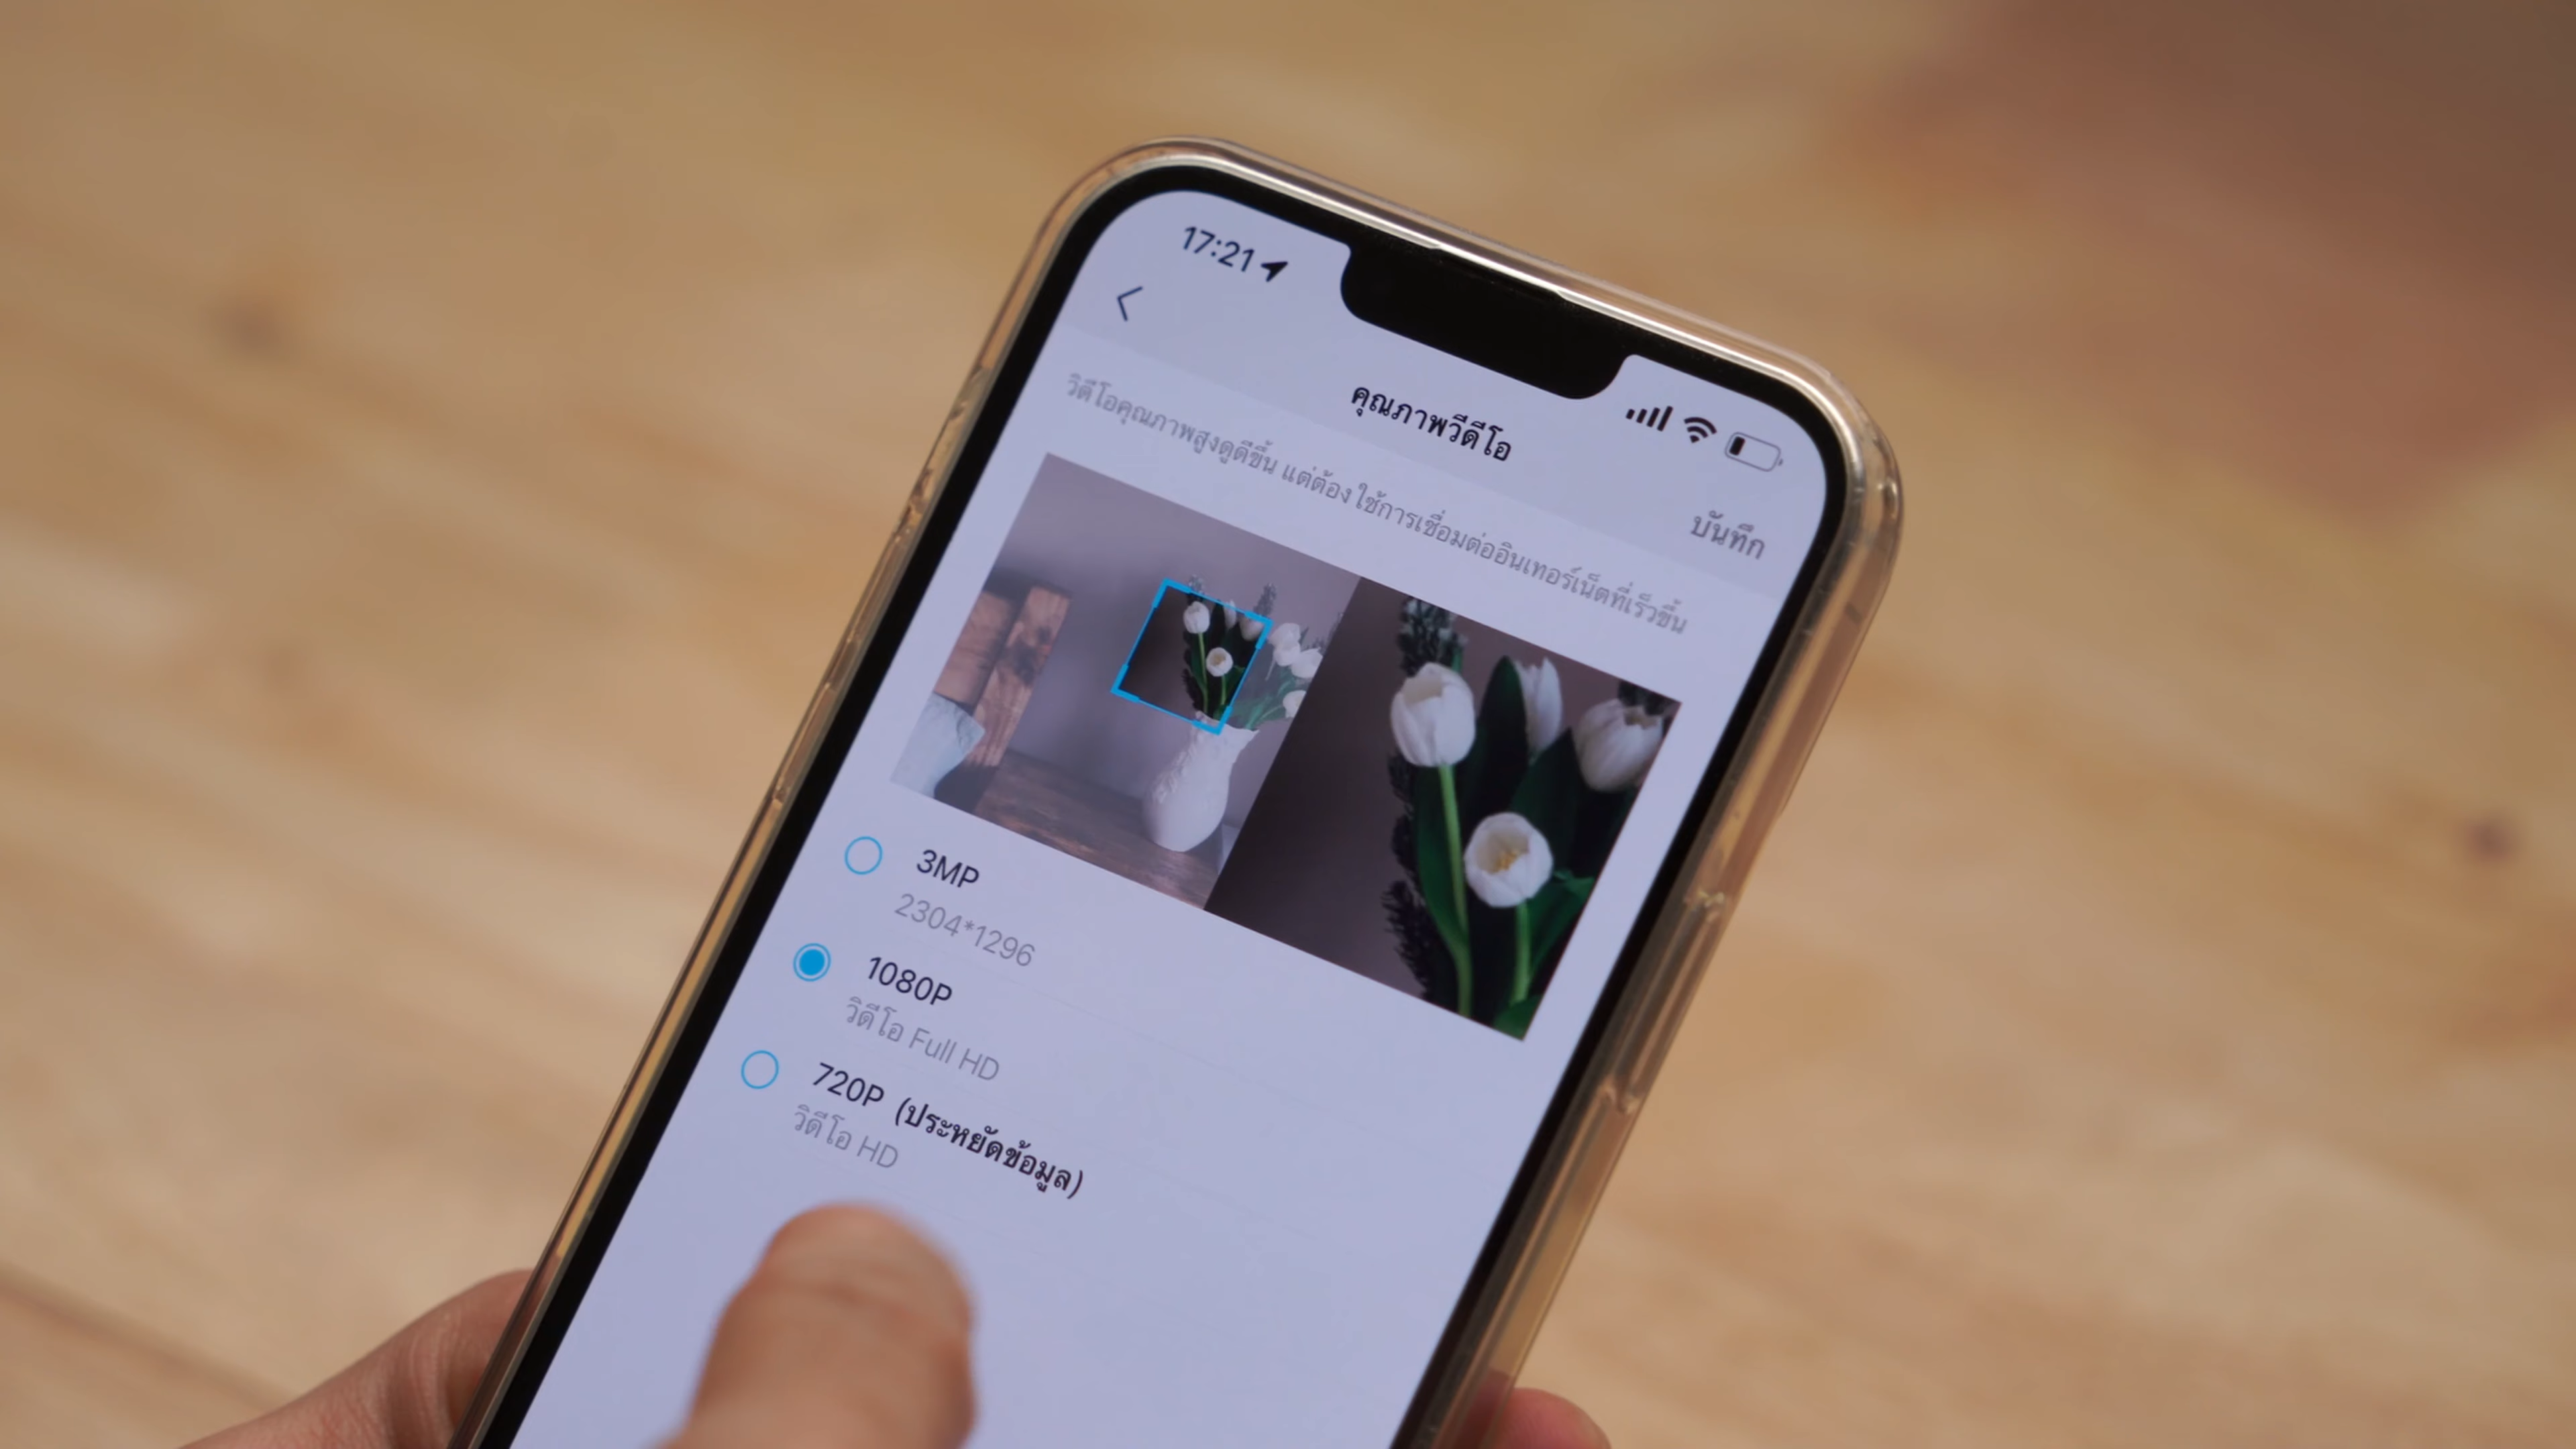 17:21
คุณภาพวีดีโอ
บันทึก
วิดีโอคุณภาพสูงดูดีขึ้น แต่ต้องใช้การเชื่อมต่ออินเทอร์เน็ตที่เร็วขึ้น
3MP
2304*1296
1080P
วิดีโอ Full HD
720P (ประหยัดข้อมูล)
วิดีโอ HD